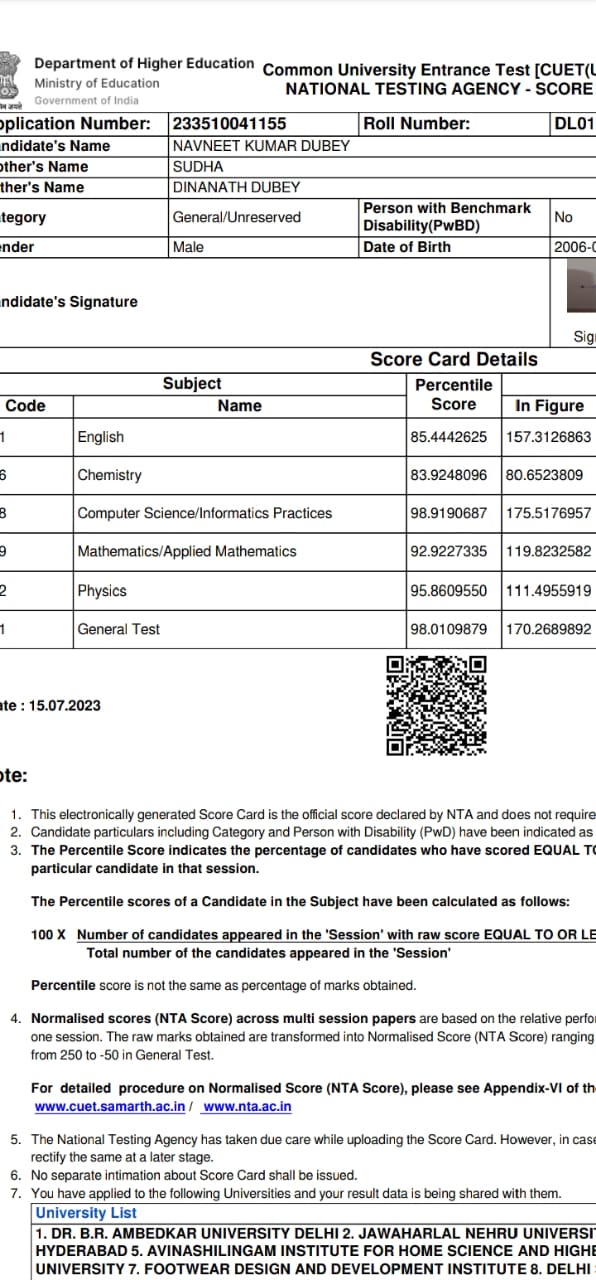 Department of Higher Education
Ministry of Education
Government of India
Common University Entrance Test [CUET(U
NATIONAL TESTING AGENCY - SCORE
pplication Number: 233510041155 Roll Number: DL01
andidate's Name NAVNEET KUMAR DUBEY
other's Name SUDHA
ther's Name DINANATH DUBEY
ategory General/Unreserved Person with Benchmark Disability(PwBD) No
ender Male Date of Birth 2006-0
andidate's Signature
Sig
Score Card Details
Subject Percentile Score
Code Name In Figure
1 English 85.4442625 157.3126863
6 Chemistry 83.9248096 80.6523809
8 Computer Science/Informatics Practices 98.9190687 175.5176957
9 Mathematics/Applied Mathematics 92.9227335 119.8232582
2 Physics 95.8609550 111.4955919
1 General Test 98.0109879 170.2689892
ate : 15.07.2023
ote:
1. This electronically generated Score Card is the official score declared by NTA and does not require
2. Candidate particulars including Category and Person with Disability (PwD) have been indicated as
3. The Percentile Score indicates the percentage of candidates who have scored EQUAL TO
particular candidate in that session.
The Percentile scores of a Candidate in the Subject have been calculated as follows:
100 X Number of candidates appeared in the 'Session' with raw score EQUAL TO OR LE
Total number of the candidates appeared in the 'Session'
Percentile score is not the same as percentage of marks obtained.
4. Normalised scores (NTA Score) across multi session papers are based on the relative perfo
one session. The raw marks obtained are transformed into Normalised Score (NTA Score) ranging
from 250 to -50 in General Test.
For detailed procedure on Normalised Score (NTA Score), please see Appendix-VI of th
www.cuet.samarth.ac.in / www.nta.ac.in
5. The National Testing Agency has taken due care while uploading the Score Card. However, in case
rectify the same at a later stage.
6. No separate intimation about Score Card shall be issued.
7. You have applied to the following Universities and your result data is being shared with them.
University List
1. DR. B.R. AMBEDKAR UNIVERSITY DELHI 2. JAWAHARLAL NEHRU UNIVERSIT
HYDERABAD 5. AVINASHILINGAM INSTITUTE FOR HOME SCIENCE AND HIGHE
UNIVERSITY 7. FOOTWEAR DESIGN AND DEVELOPMENT INSTITUTE 8. DELHI